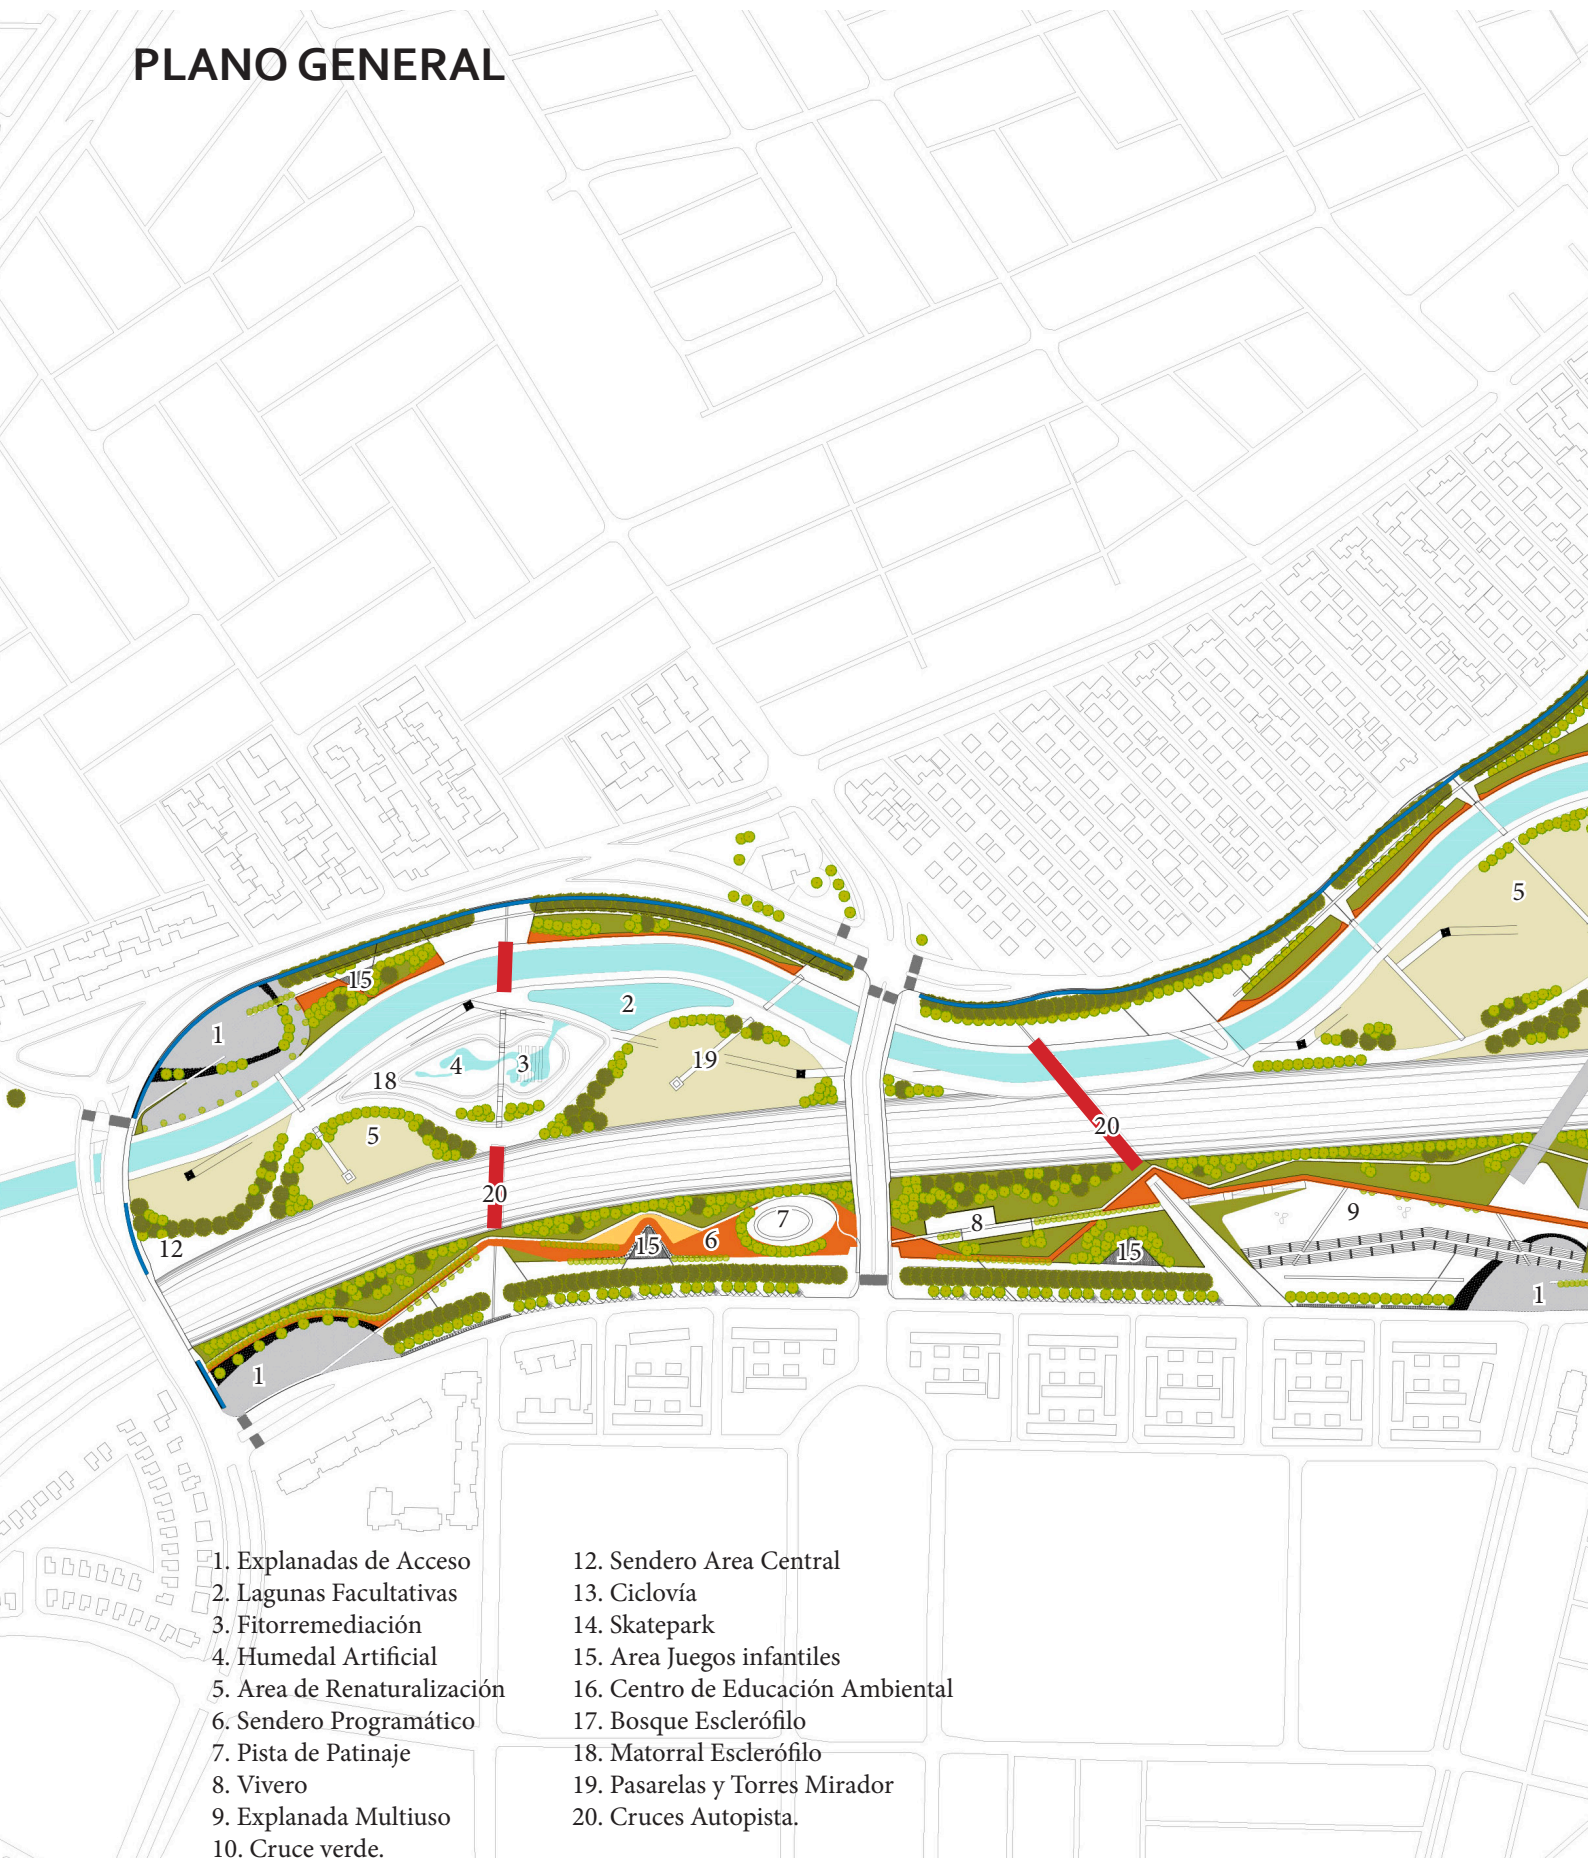 PLANO GENERAL
5
15
1
2
19
4
3
18
5
20
20
12
7
6
15
8
15
9
1
1
1. Explanadas de Acceso
2. Lagunas Facultativas
3. Fitorremediación
4. Humedal Artificial
5. Area de Renaturalización
6. Sendero Programático
7. Pista de Patinaje
8. Vivero
9. Explanada Multiuso
10. Cruce verde.
12. Sendero Area Central
13. Ciclovía
14. Skatepark
15. Area Juegos infantiles
16. Centro de Educación Ambiental
17. Bosque Esclerófilo
18. Matorral Esclerófilo
19. Pasarelas y Torres Mirador
20. Cruces Autopista.